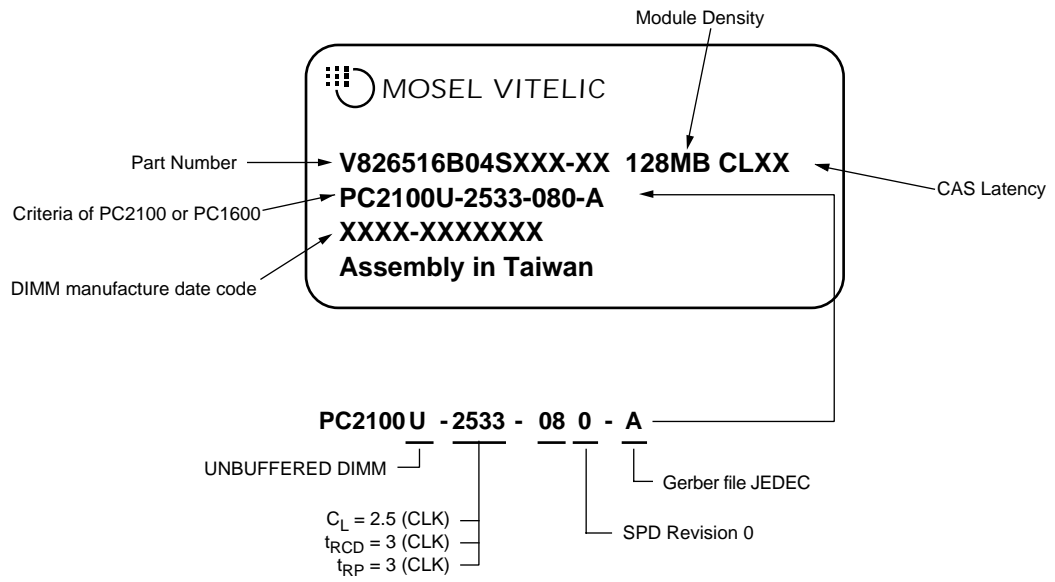 Module Density
MOSEL VITELIC
Part Number
V826516B04SXXX-XX 128MB CLXX
CAS Latency
Criteria of PC2100 or PC1600
PC2100U-2533-080-A
XXXX-XXXXXXX
DIMM manufacture date code
Assembly in Taiwan
PC2100 U - 2533 - 08 0 - A
UNBUFFERED DIMM
Gerber file JEDEC
CL = 2.5 (CLK)
SPD Revision 0
tRCD = 3 (CLK)
tRP = 3 (CLK)